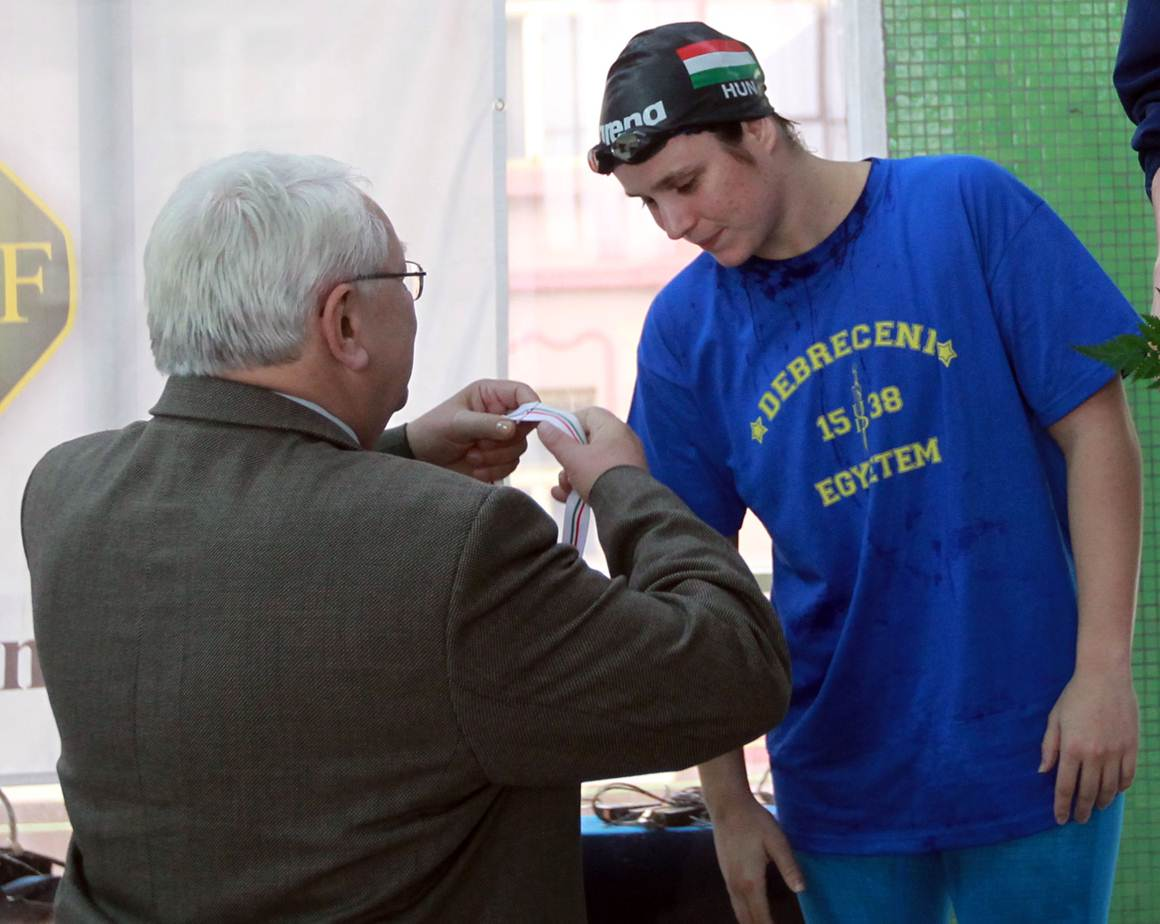 HUN
arena
F
DEBRECENI
15 38
EGYETEM